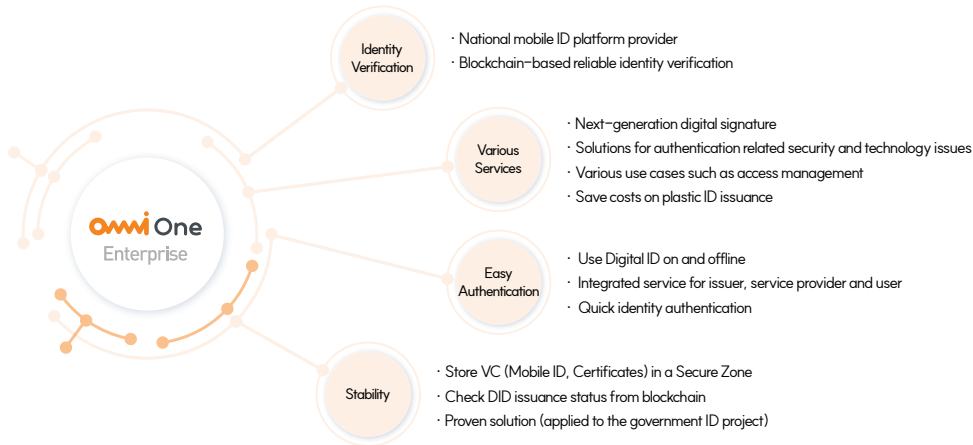 Omni One
Enterprise
Identity
Verification
· National mobile ID platform provider
· Blockchain-based reliable identity verification
Various
Services
· Next-generation digital signature
· Solutions for authentication related security and technology issues
· Various use cases such as access management
· Save costs on plastic ID issuance
Easy
Authentication
· Use Digital ID on and offline
· Integrated service for issuer, service provider and user
· Quick identity authentication
Stability
· Store VC (Mobile ID, Certificates) in a Secure Zone
· Check DID issuance status from blockchain
· Proven solution (applied to the government ID project)